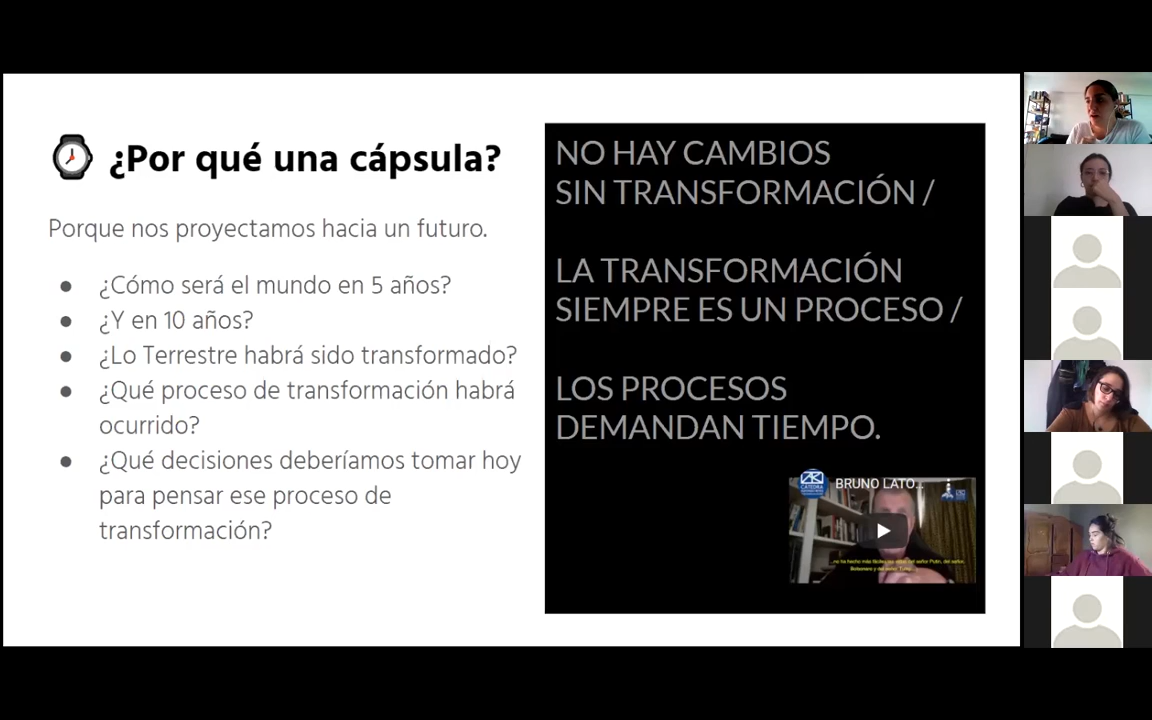 ¿Por qué una cápsula?
Porque nos proyectamos hacia un futuro.
● ¿Cómo será el mundo en 5 años?
● ¿Y en 10 años?
● ¿Lo Terrestre habrá sido transformado?
● ¿Qué proceso de transformación habrá
ocurrido?
● ¿Qué decisiones deberíamos tomar hoy
para pensar ese proceso de
transformación?
NO HAY CAMBIOS
SIN TRANSFORMACIÓN /
LA TRANSFORMACIÓN
SIEMPRE ES UN PROCESO /
LOS PROCESOS
DEMANDAN TIEMPO.
BRUNO LATO...
CÁTEDRA